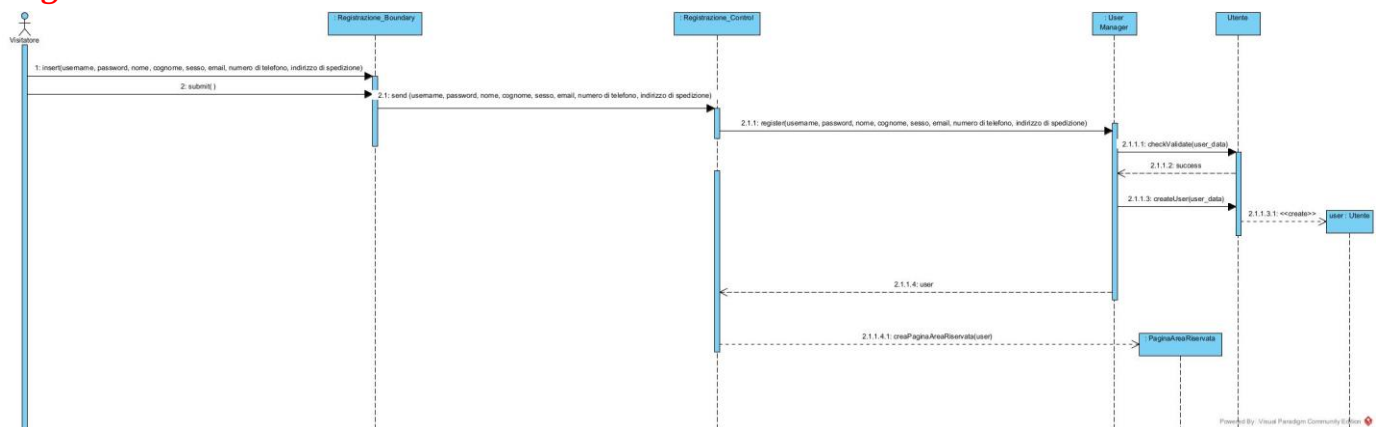 : Registrazione_Boundary
: Registrazione_Control
: User
Manager
Utente
Visitatore
1: insert(username, password, nome, cognome, sesso, email, numero di telefono, indirizzo di spedizione)
2: submit( )
2.1: send (username, password, nome, cognome, sesso, email, numero di telefono, indirizzo di spedizione)
2.1.1: register(username, password, nome, cognome, sesso, email, numero di telefono, indirizzo di spedizione)
2.1.1.1: checkValidate(user_data)
2.1.1.2: success
2.1.1.3: createUser(user_data)
2.1.1.3.1: <<create>>
user : Utente
2.1.1.4: user
2.1.1.4.1: creaPaginaAreaRiservata(user)
: PaginaAreaRiservata
Powered By Visual Paradigm Community Edition